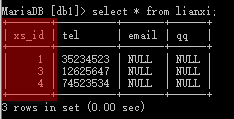 MariaDB [db1]> select * from lianxi;
+-------+----------+-------+------+
| xs_id | tel      | email | qq   |
+-------+----------+-------+------+
|     1 | 35234523 | NULL  | NULL |
|     3 | 12625647 | NULL  | NULL |
|     4 | 74523534 | NULL  | NULL |
+-------+----------+-------+------+
3 rows in set (0.00 sec)